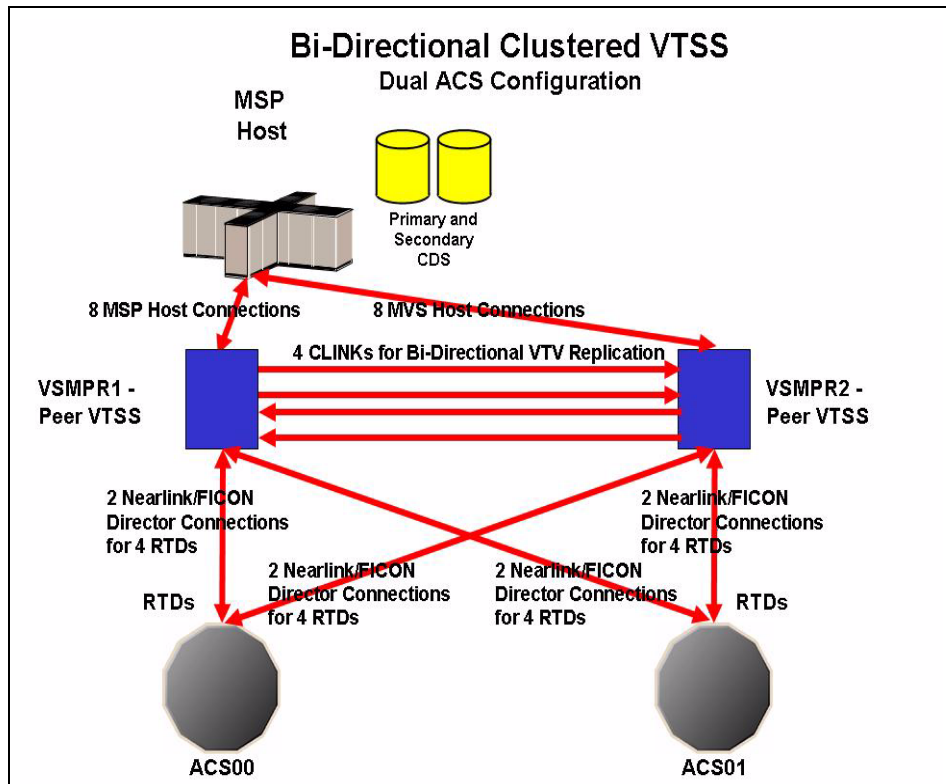 Bi-Directional Clustered VTSS
Dual ACS Configuration
MSP
Host
Primary and
Secondary
CDS
8 MSP Host Connections
8 MVS Host Connections
4 CLINKs for Bi-Directional VTV Replication
VSMPR1 -
Peer VTSS
VSMPR2 -
Peer VTSS
2 Nearlink/FICON
Director Connections
for 4 RTDs
2 Nearlink/FICON
Director Connections
for 4 RTDs
2 Nearlink/FICON
Director Connections
for 4 RTDs
2 Nearlink/FICON
Director Connections
for 4 RTDs
RTDs
RTDs
ACS00
ACS01